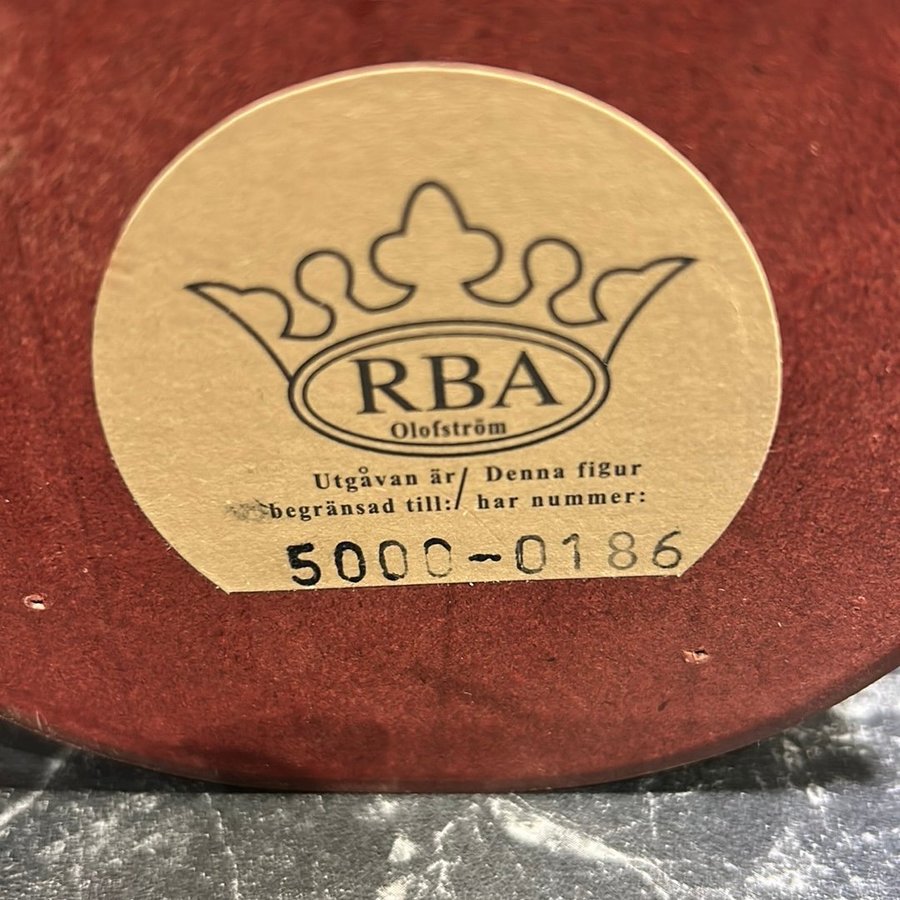 RBA
Olofström
Utgåvan är/ Denna figur
begränsad till:/ har nummer:
5000-0186